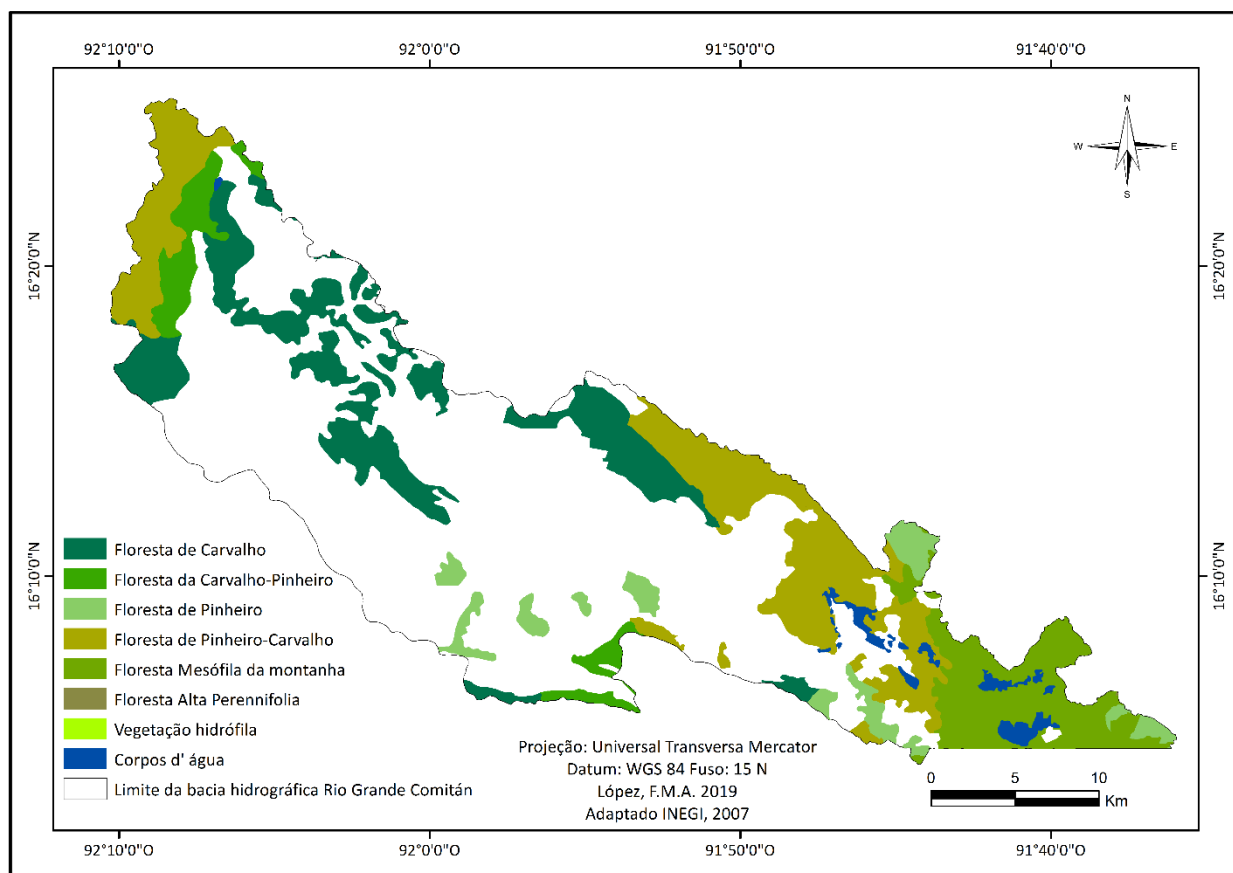 92°10'0"O 92°0'0"O 91°50'0"O 91°40'0"O
N
W E
S
16°20'0"N 16°20'0"N
16°10'0"N 16°10'0"N
Floresta de Carvalho
Floresta da Carvalho-Pinheiro
Floresta de Pinheiro
Floresta de Pinheiro-Carvalho
Floresta Mesófila da montanha
Floresta Alta Perennifolia
Vegetação hidrófila
Corpos d' água
Limite da bacia hidrográfica Rio Grande Comitán
Projeção: Universal Transversa Mercator
Datum: WGS 84 Fuso: 15 N
López, F.M.A. 2019
Adaptado INEGI, 2007
0 5 10
Km
92°10'0"O 92°0'0"O 91°50'0"O 91°40'0"O